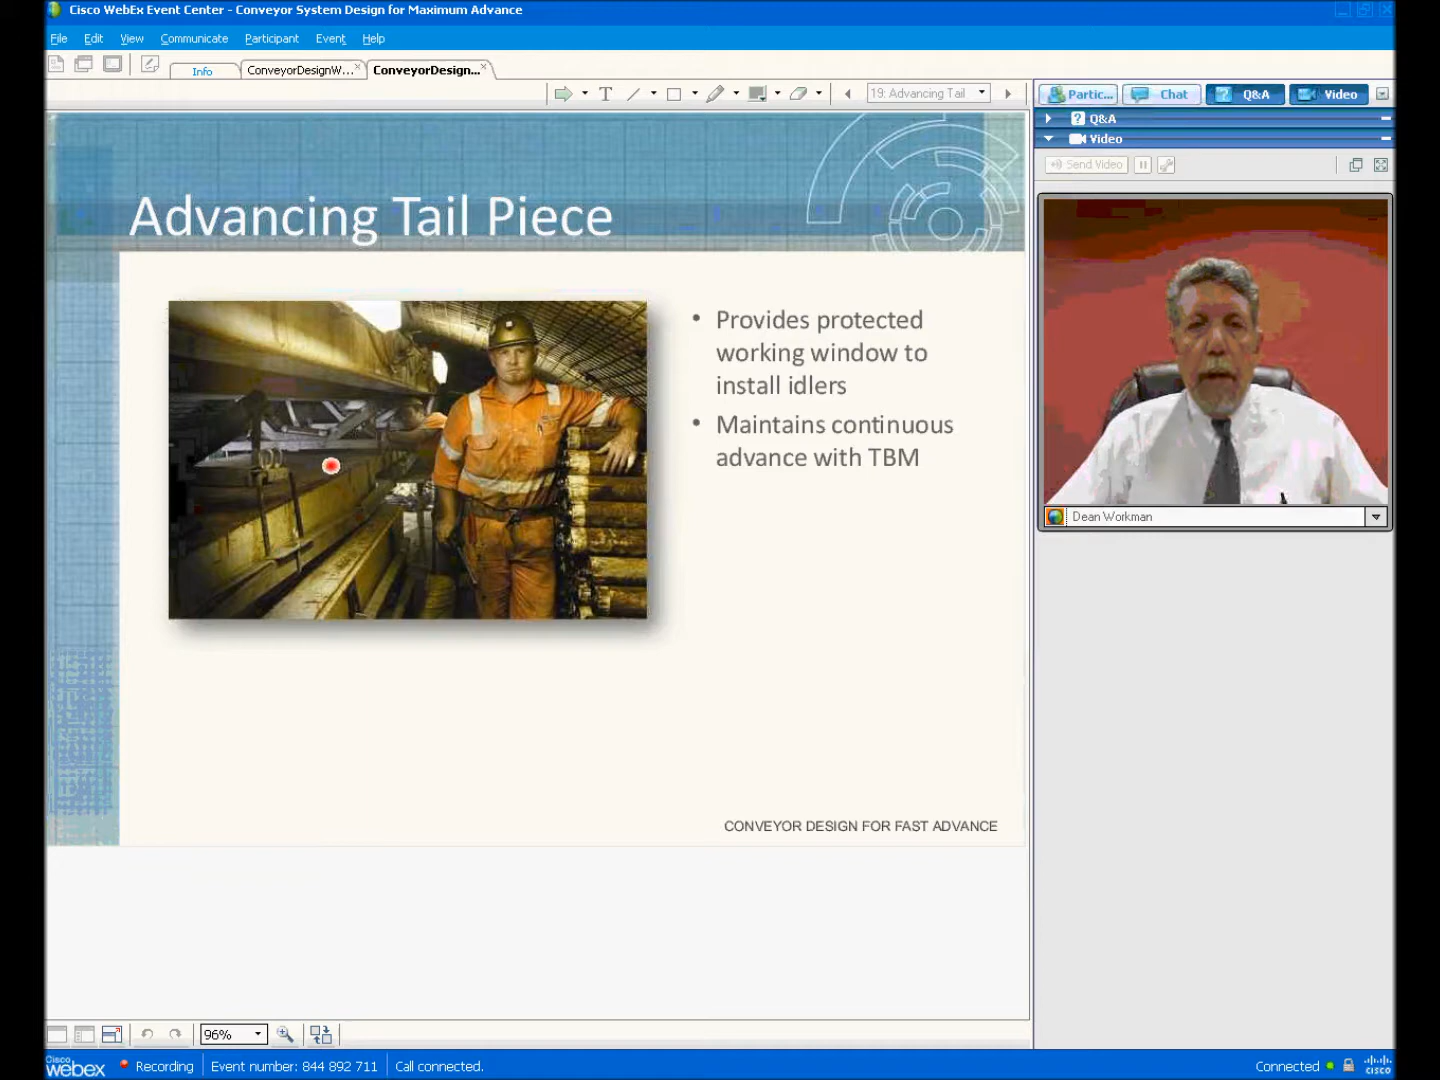 Cisco WebEx Event Center - Conveyor System Design for Maximum Advance
File Edit View Communicate Participant Event Help
Info ConveyorDesignW... ConveyorDesign...
T 19: Advancing Tail
Partic... Chat Q&A Video
Q&A
Video
Send Video
Advancing Tail Piece
• Provides protected
working window to
install idlers
• Maintains continuous
advance with TBM
Dean Workman
CONVEYOR DESIGN FOR FAST ADVANCE
96%
Cisco
webex Recording Event number: 844 892 711 Call connected. Connected CISCO